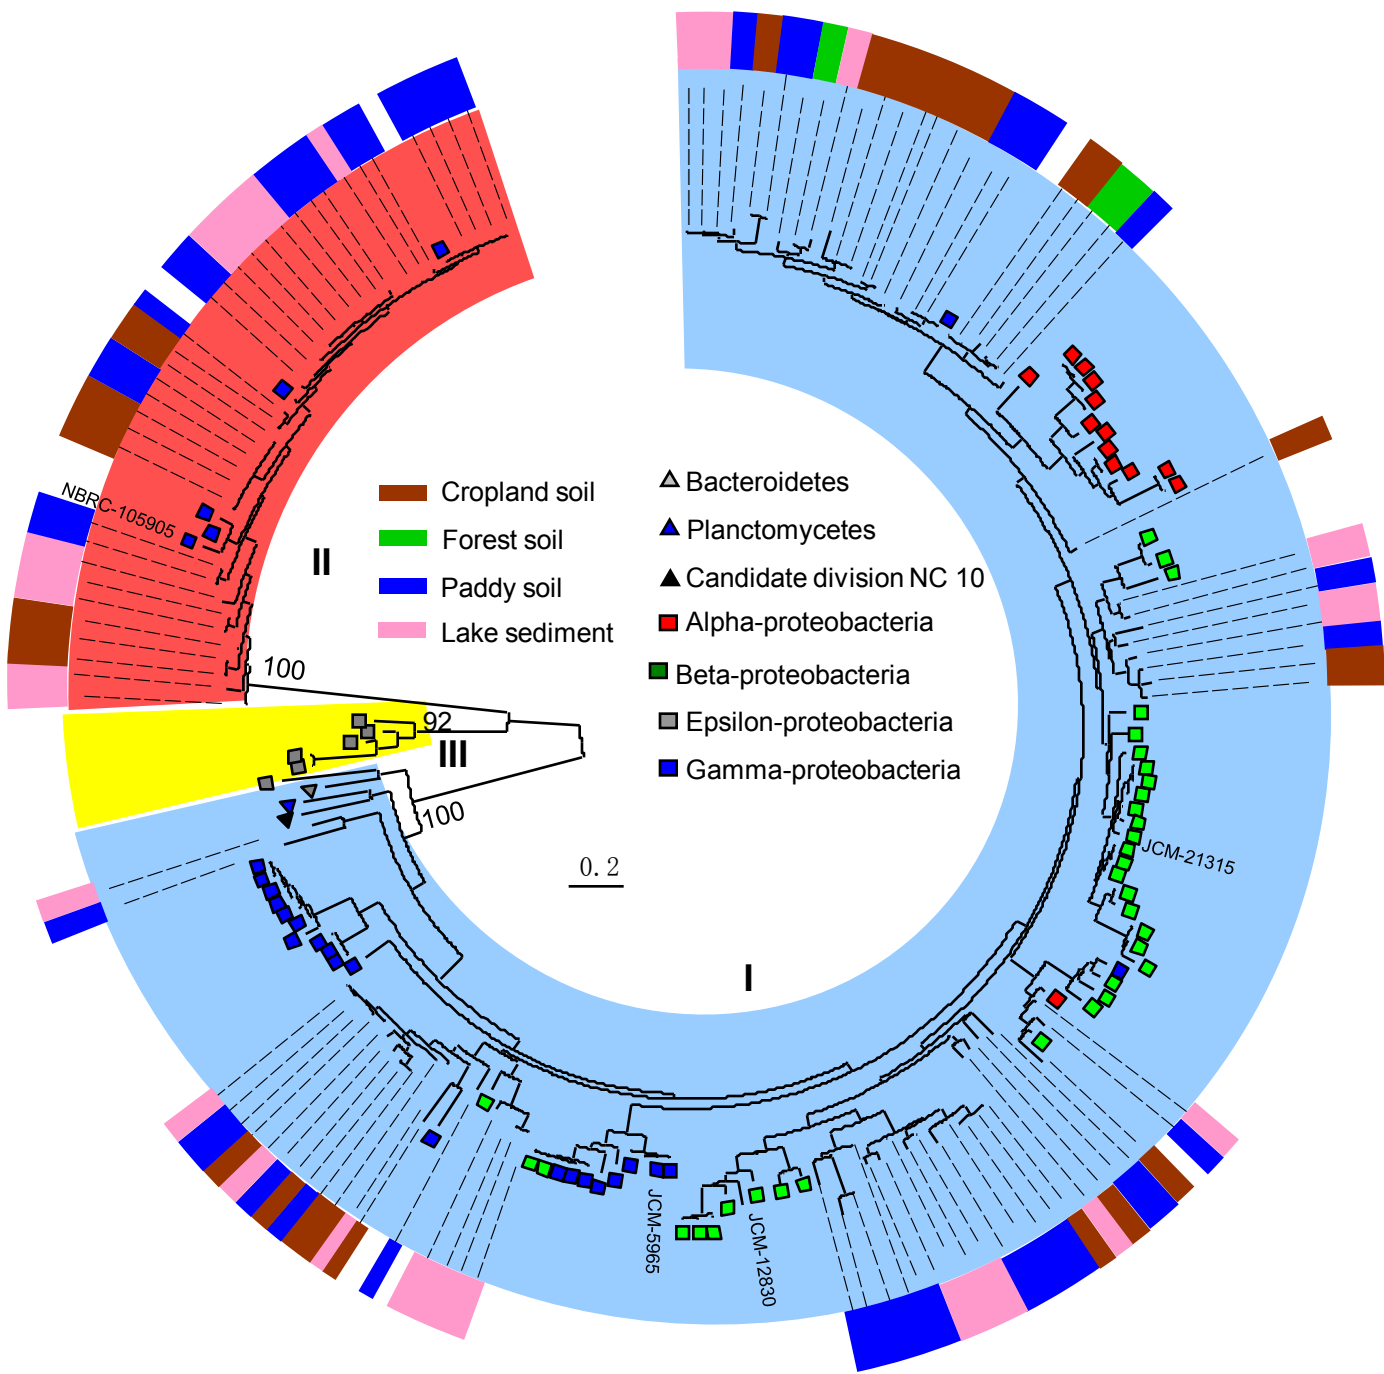 NBRC-105905
II
Cropland soil
Forest soil
Paddy soil
Lake sediment
Bacteroidetes
Planctomycetes
Candidate division NC 10
Alpha-proteobacteria
Beta-proteobacteria
Epsilon-proteobacteria
Gamma-proteobacteria
100
92
III
100
0.2
I
JCM-21315
JCM-5965
JCM-12830